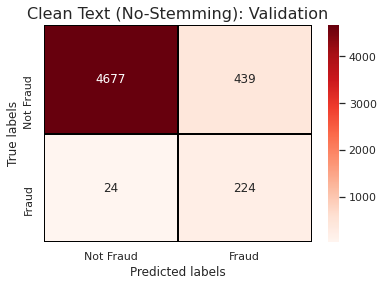 Clean Text (No-Stemming): Validation
True labels
Not Fraud
Fraud
4677
439
24
224
Not Fraud
Fraud
Predicted labels
4000
3000
2000
1000